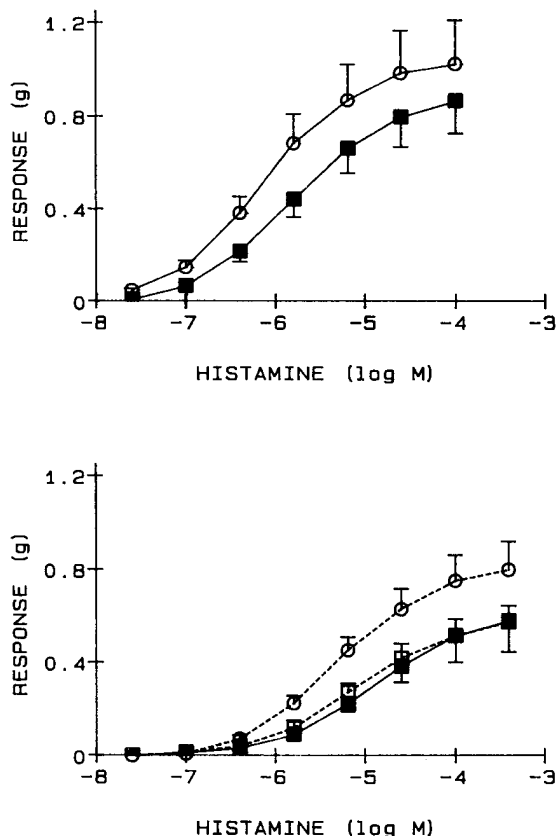 1.2
0.8
0.4
0
RESPONSE (g)
-8 -7 -6 -5 -4 -3
HISTAMINE (log M)
1.2
0.8
0.4
0
RESPONSE (g)
-8 -7 -6 -5 -4 -3
HISTAMINE (log M)